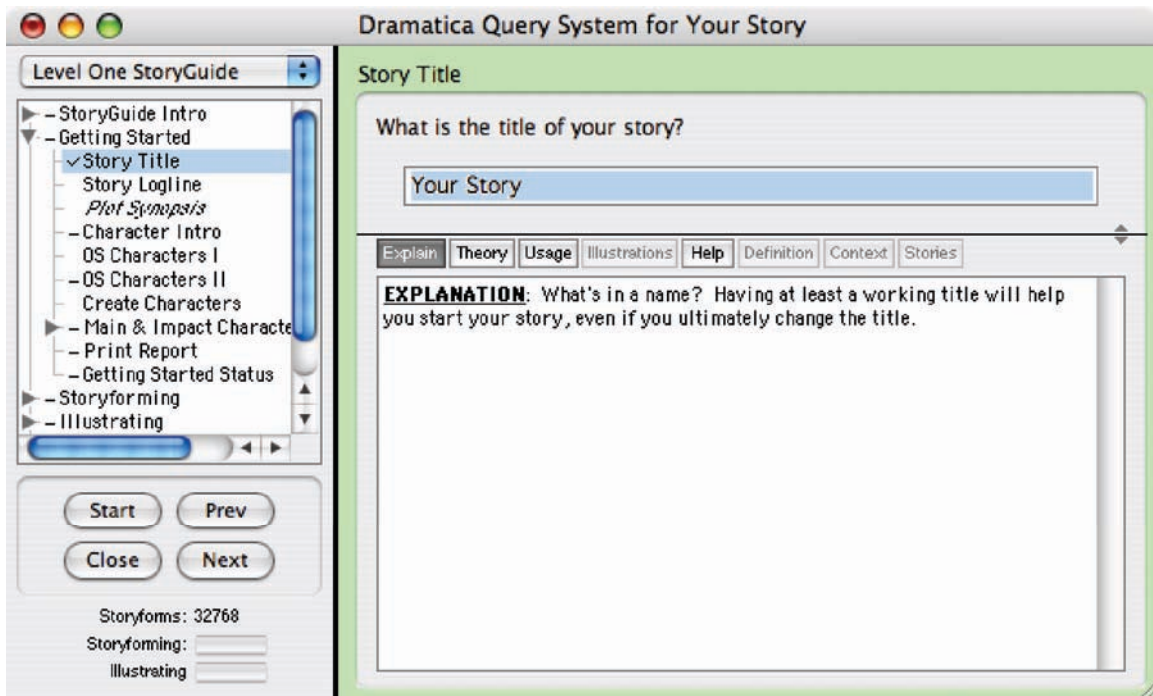 Dramatica Query System for Your Story
Level One StoryGuide
– StoryGuide Intro
– Getting Started
✓Story Title
Story Logline
Plot Synopsis
– Character Intro
OS Characters I
– OS Characters II
Create Characters
– Main & Impact Characte
– Print Report
– Getting Started Status
– Storyforming
– Illustrating
Start
Prev
Close
Next
Storyforms: 32768
Storyforming:
Illustrating
Story Title
What is the title of your story?
Your Story
Explain Theory Usage Illustrations Help Definition Context Stories
EXPLANATION: What's in a name? Having at least a working title will help
you start your story, even if you ultimately change the title.